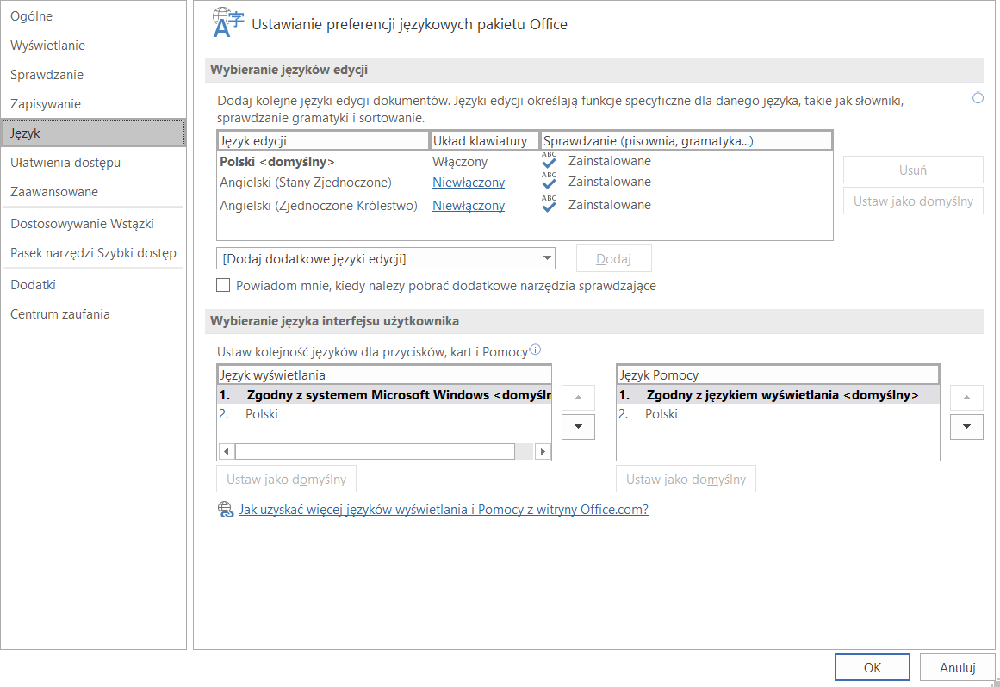 Ogólne
Wyświetlanie
Sprawdzanie
Zapisywanie
Język
Ułatwienia dostępu
Zaawansowane
Dostosowywanie Wstążki
Pasek narzędzi Szybki dostęp
Dodatki
Centrum zaufania
Ustawianie preferencji językowych pakietu Office
Wybieranie języków edycji
Dodaj kolejne języki edycji dokumentów. Języki edycji określają funkcje specyficzne dla danego języka, takie jak słowniki,
sprawdzanie gramatyki i sortowanie.
Język edycji Układ klawiatury Sprawdzanie (pisownia, gramatyka...)
Polski <domyślny> Włączony ABC Zainstalowane
Angielski (Stany Zjednoczone) Niewłączony ABC Zainstalowane
Angielski (Zjednoczone Królestwo) Niewłączony ABC Zainstalowane
Usuń
Ustaw jako domyślny
[Dodaj dodatkowe języki edycji] Dodaj
Powiadom mnie, kiedy należy pobrać dodatkowe narzędzia sprawdzające
Wybieranie języka interfejsu użytkownika
Ustaw kolejność języków dla przycisków, kart i Pomocy
Język wyświetlania
1. Zgodny z systemem Microsoft Windows <domyśln
2. Polski
Ustaw jako domyślny
Język Pomocy
1. Zgodny z językiem wyświetlania <domyślny>
2. Polski
Ustaw jako domyślny
Jak uzyskać więcej języków wyświetlania i Pomocy z witryny Office.com?
OK Anuluj